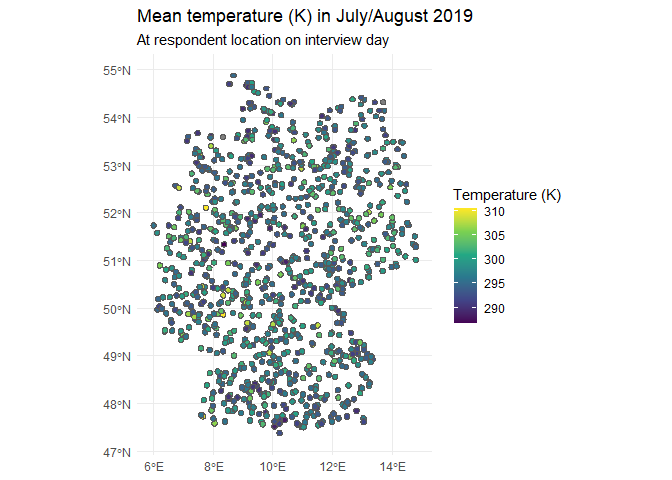 Mean temperature (K) in July/August 2019
At respondent location on interview day
55°N
54°N
53°N
52°N
51°N
50°N
49°N
48°N
47°N
6°E 8°E 10°E 12°E 14°E
Temperature (K)
310
305
300
295
290